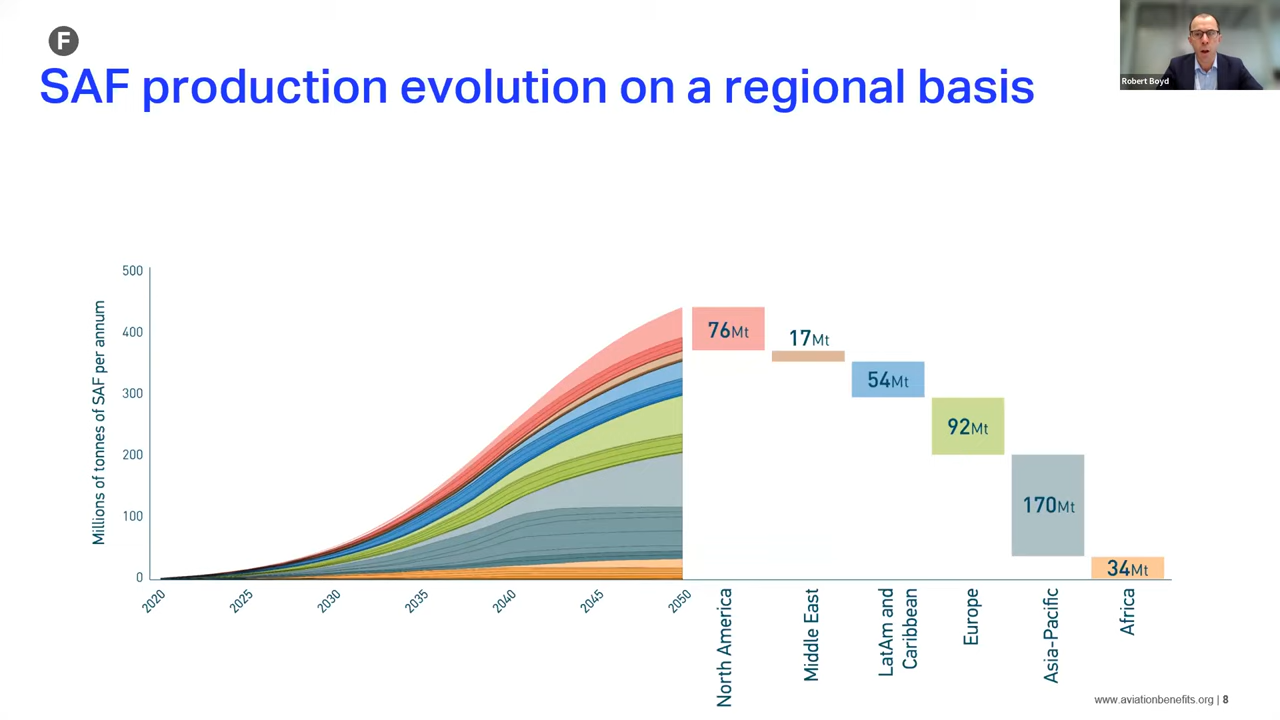 F
Robert Boyd
SAF production evolution on a regional basis
Millions of tonnes of SAF per annum
500
400
300
200
100
0
2020
2025
2030
2035
2040
2045
2050
76Mt
17Mt
54Mt
92Mt
170Mt
34Mt
North America
Middle East
LatAm and
Caribbean
Europe
Asia-Pacific
Africa
www.aviationbenefits.org | 8